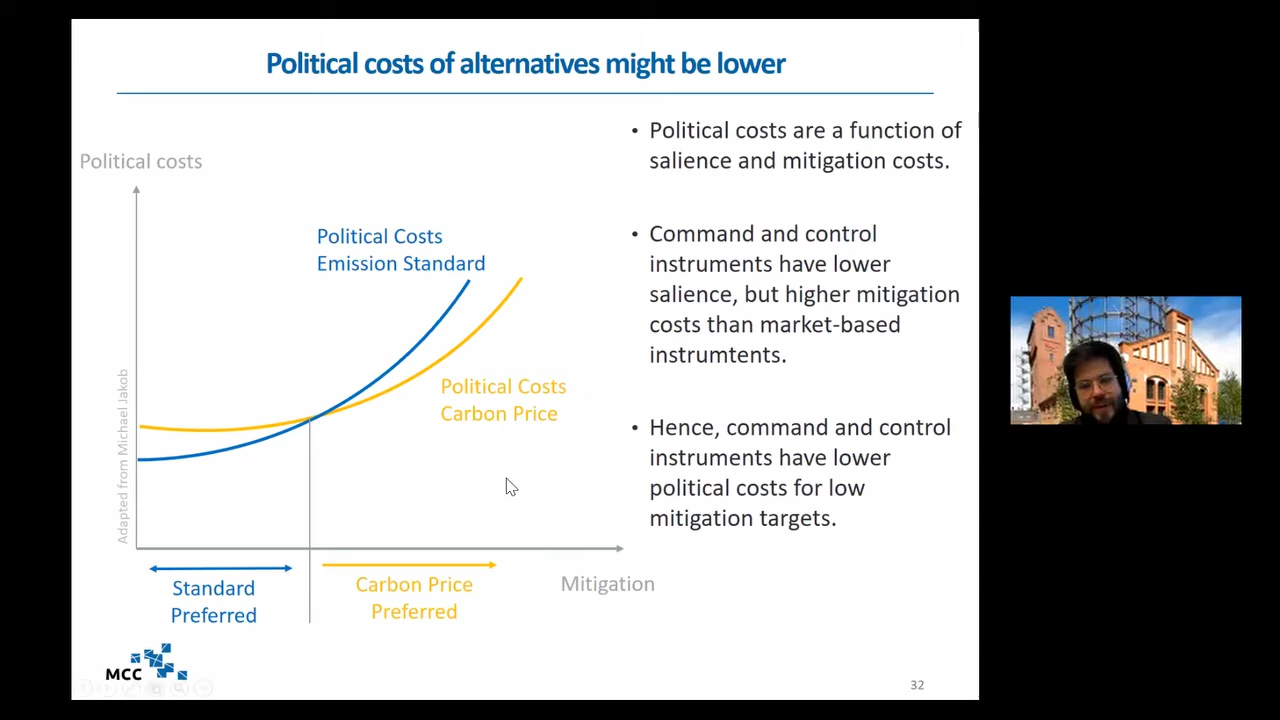 Political costs of alternatives might be lower
Political costs
Political Costs
Emission Standard
Political Costs
Carbon Price
Adapted from Michael Jakob
Standard
Preferred
Carbon Price
Preferred
Mitigation
• Political costs are a function of
salience and mitigation costs.
• Command and control
instruments have lower
salience, but higher mitigation
costs than market-based
instrumtents.
• Hence, command and control
instruments have lower
political costs for low
mitigation targets.
MCC
32